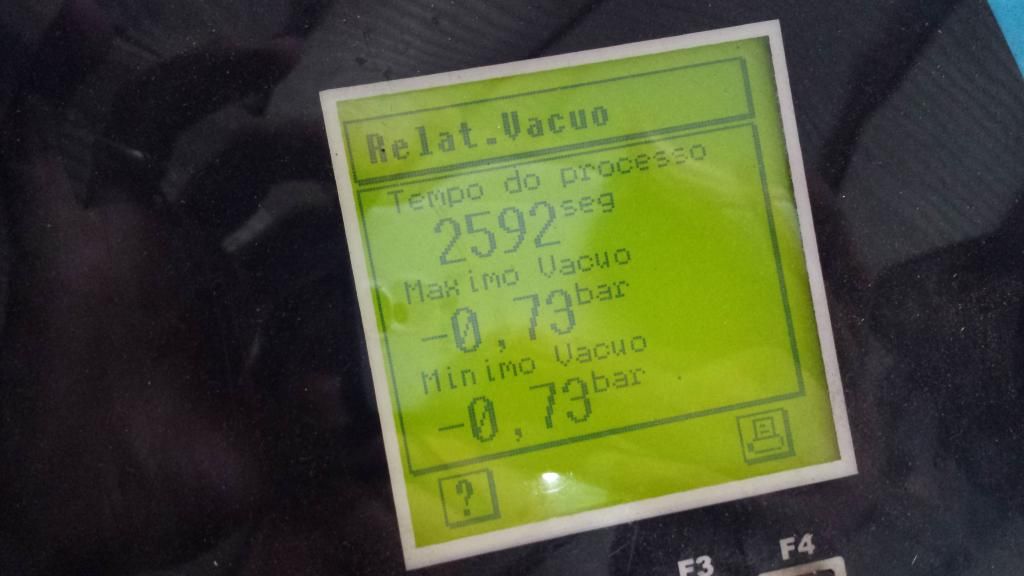 Relat.Vacuo
Tempo do processo
2592seg
Maximo Vacuo
-0,73bar
Minimo Vacuo
-0,73bar
?
F3 F4